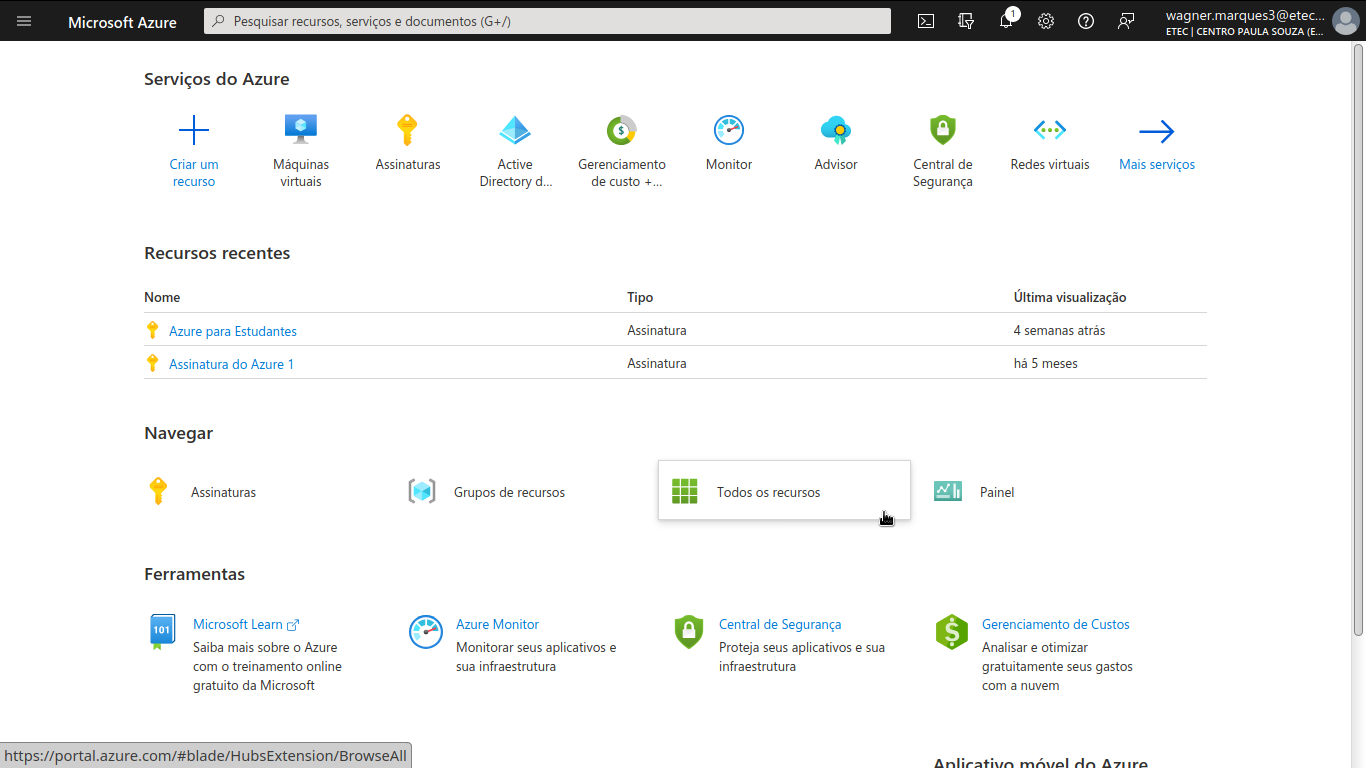 Microsoft Azure
Pesquisar recursos, serviços e documentos (G+/)
1
wagner.marques3@etec...
ETEC | CENTRO PAULA SOUZA (E...
Serviços do Azure
Criar um
recurso
Máquinas
virtuais
Assinaturas
Active
Directory d...
Gerenciamento
de custo +...
Monitor
Advisor
Central de
Segurança
Redes virtuais
Mais serviços
Recursos recentes
Nome
Tipo
Última visualização
Azure para Estudantes
Assinatura
4 semanas atrás
Assinatura do Azure 1
Assinatura
há 5 meses
Navegar
Assinaturas
Grupos de recursos
Todos os recursos
Painel
Ferramentas
101
Microsoft Learn
Saiba mais sobre o Azure
com o treinamento online
gratuito da Microsoft
Azure Monitor
Monitorar seus aplicativos e
sua infraestrutura
Central de Segurança
Proteja seus aplicativos e sua
infraestrutura
Gerenciamento de Custos
Analisar e otimizar
gratuitamente seus gastos
com a nuvem
https://portal.azure.com/#blade/HubsExtension/BrowseAll
Aplicativo móvel do Azure